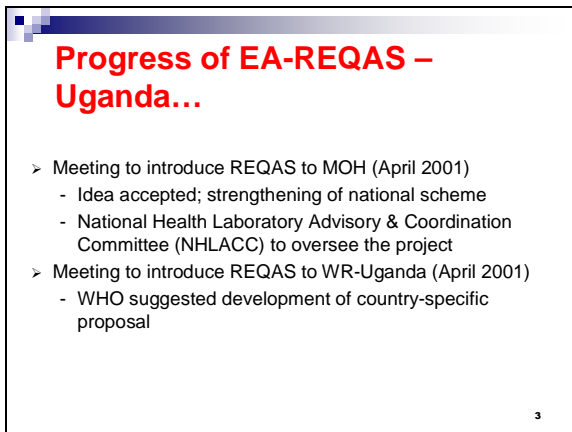 Progress of EA-REQAS –
Uganda…
➢ Meeting to introduce REQAS to MOH (April 2001)
- Idea accepted; strengthening of national scheme
- National Health Laboratory Advisory & Coordination
Committee (NHLACC) to oversee the project
➢ Meeting to introduce REQAS to WR-Uganda (April 2001)
- WHO suggested development of country-specific
proposal
3